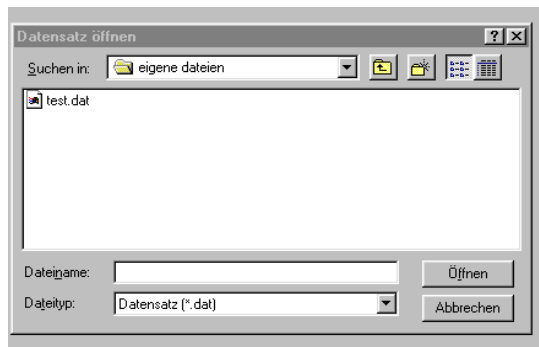 Datensatz öffnen
Suchen in: eigene dateien
test.dat
Dateiname: Öffnen
Dateityp: Datensatz (*.dat) Abbrechen